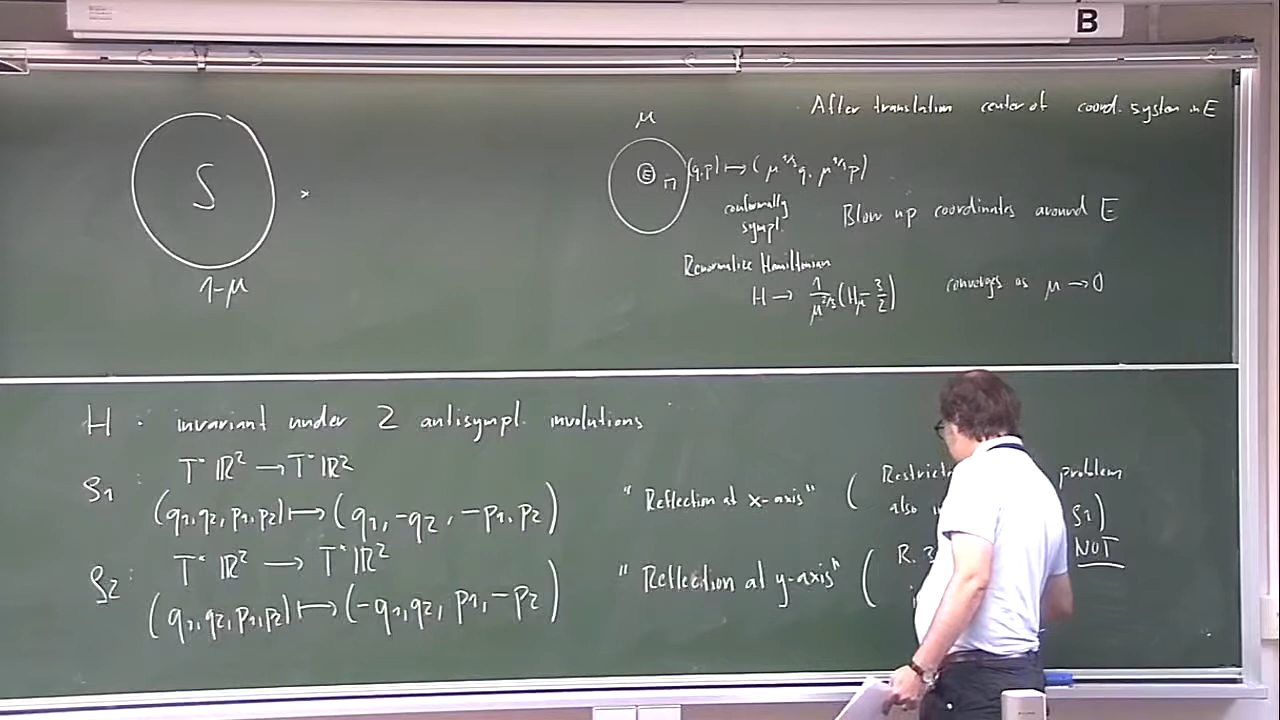 B
After translation center of coord. system in E
S
1-μ
μ
E
(q,p) ↦ (μ^{1/3}q, μ^{1/3}p)
conformally
sympl.
Blow up coordinates around E
Renormalize Hamiltonian
H → 1/μ^{2/3} (H_μ - 3/2) converges as μ → 0
H : invariant under 2 antisympl. involutions
ρ1 : T*ℝ² → T*ℝ²
(q1,q2,p1,p2) ↦ (q1,-q2,-p1,p2)
"Reflection at x-axis" (
problem
also
ρ1)
ρ2 : T*ℝ² → T*ℝ²
(q1,q2,p1,p2) ↦ (-q1,q2,p1,-p2)
"Reflection at y-axis" (
R. 3
NOT